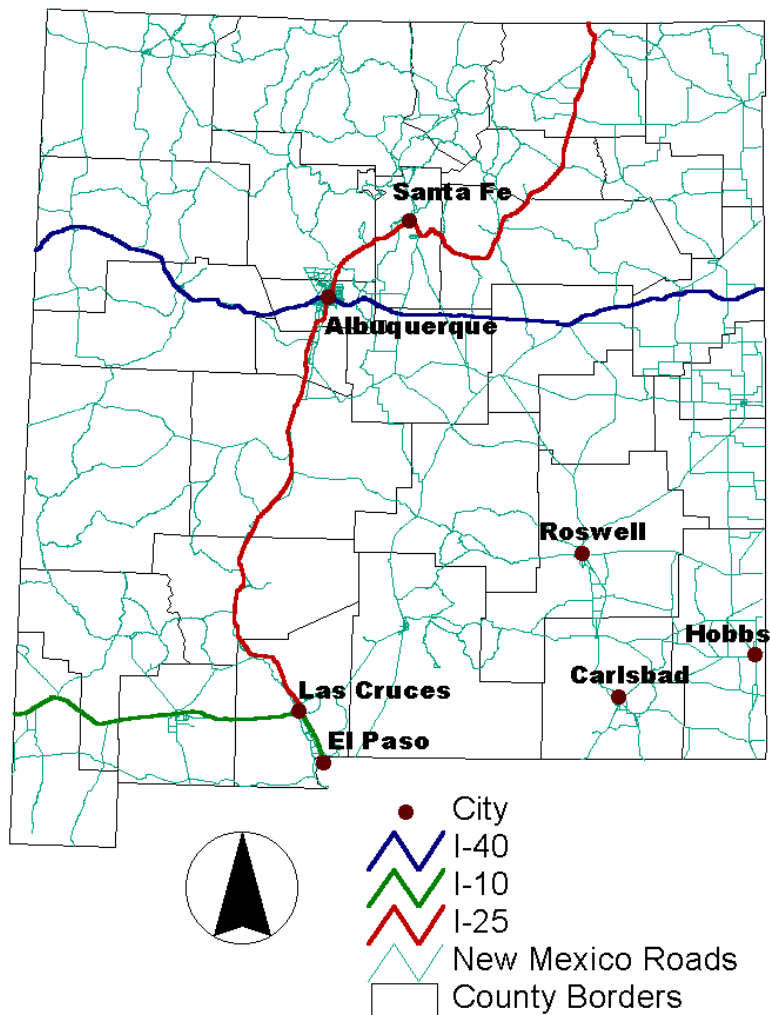 Santa Fe
Albuquerque
Roswell
Hobbs
Carlsbad
Las Cruces
El Paso
City
I-40
I-10
I-25
New Mexico Roads
County Borders